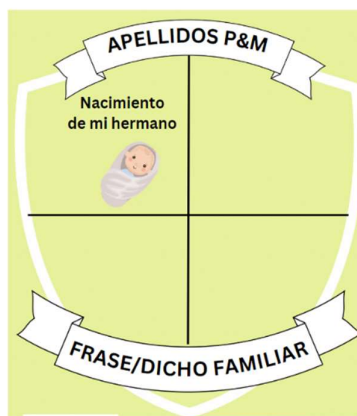 APELLIDOS P&M
Nacimiento
de mi hermano
FRASE/DICHO FAMILIAR